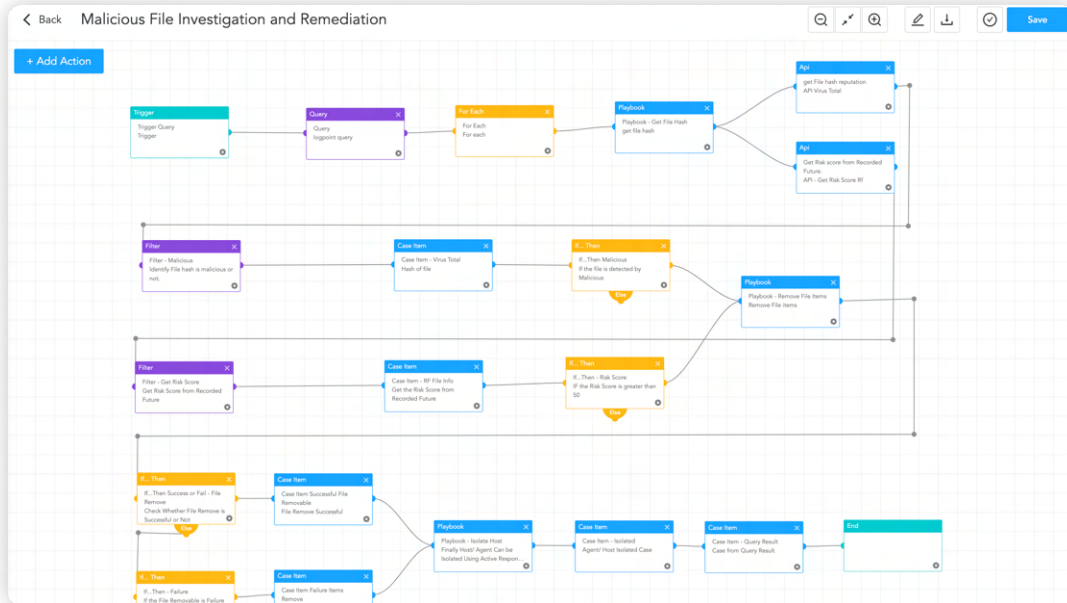 Back
Malicious File Investigation and Remediation
Save
+ Add Action
Api
get File hash reputation
API Virus Total
Trigger
Trigger Query
Trigger
Query
Query
logpoint query
For Each
For Each
For each
Playbook
Playbook - Get File Hash
get file hash
Api
Get Risk score from Recorded
Future.
API - Get Risk Score RF
Filter
Filter - Malicious
Identify File hash is malicious or
not.
Case Item
Case Item - Virus Total
Hash of file
If... Then
If...Then Malicious
If the file is detected by
Malicious
Else
Playbook
Playbook - Remove File Items
Remove File items
Filter
Filter - Get Risk Score
Get Risk Score from Recorded
Future
Case Item
Case Item - RF File Info
Get the Risk Score from
Recorded Future
If... Then
If...Then - Risk Score
IF the Risk Score is greater than
50
Else
If... Then
If...Then Success or Fail - File
Remove
Check Whether File Remove is
Successful or Not
Else
Case Item
Case Item Successful File
Removable
File Remove Successful
Playbook
Playbook - Isolate Host
Finally Host/ Agent Can be
Isolated Using Active Respon...
Case Item
Case Item - Isolated
Agent/ Host Isolated Case
Case Item
Case Item - Query Result
Case from Query Result
End
If... Then
If...Then - Failure
If the File Removable is Failure
Case Item
Case Item Failure Items
Remove